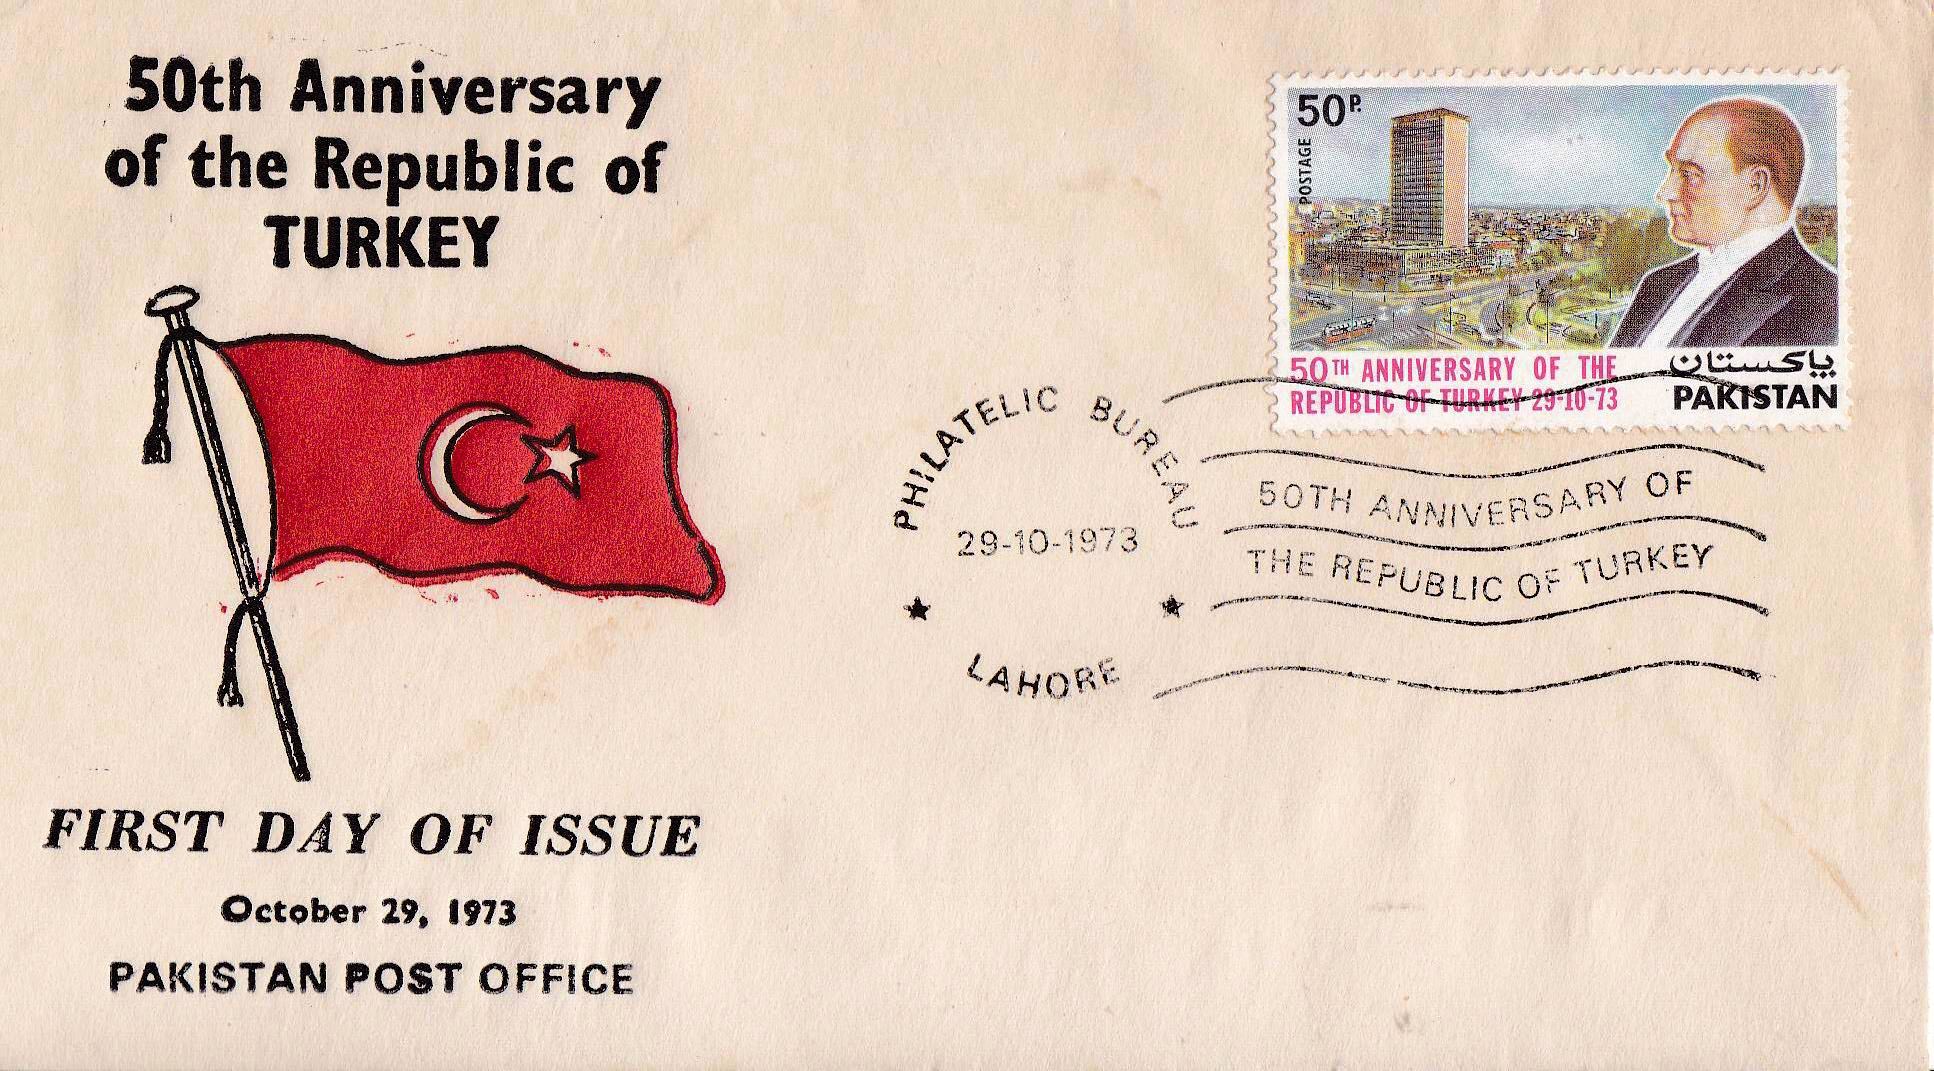 50th Anniversary
of the Republic of
TURKEY
FIRST DAY OF ISSUE
October 29, 1973
PAKISTAN POST OFFICE
50P.
POSTAGE
50TH ANNIVERSARY OF THE
REPUBLIC OF TURKEY 29-10-73
پاکستان
PAKISTAN
PHILATELIC BUREAU
29-10-1973
LAHORE
50TH ANNIVERSARY OF
THE REPUBLIC OF TURKEY